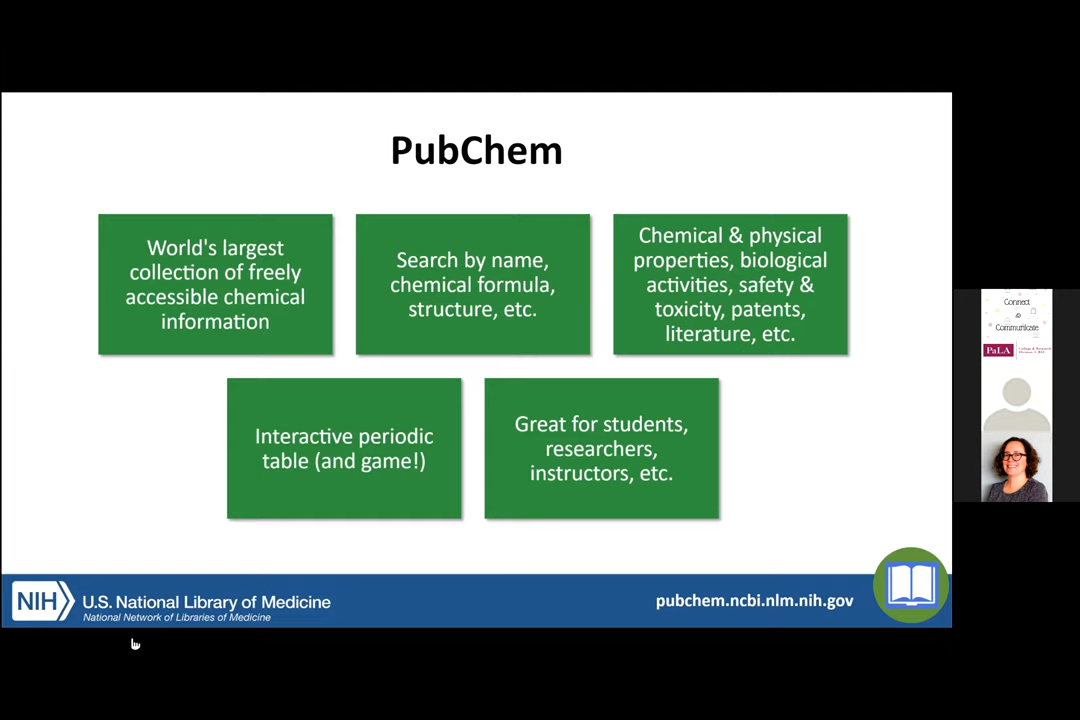 PubChem
World's largest
collection of freely
accessible chemical
information
Search by name,
chemical formula,
structure, etc.
Chemical & physical
properties, biological
activities, safety &
toxicity, patents,
literature, etc.
Interactive periodic
table (and game!)
Great for students,
researchers,
instructors, etc.
NIH
U.S. National Library of Medicine
National Network of Libraries of Medicine
pubchem.ncbi.nlm.nih.gov
Connect
Communicate
PaLA